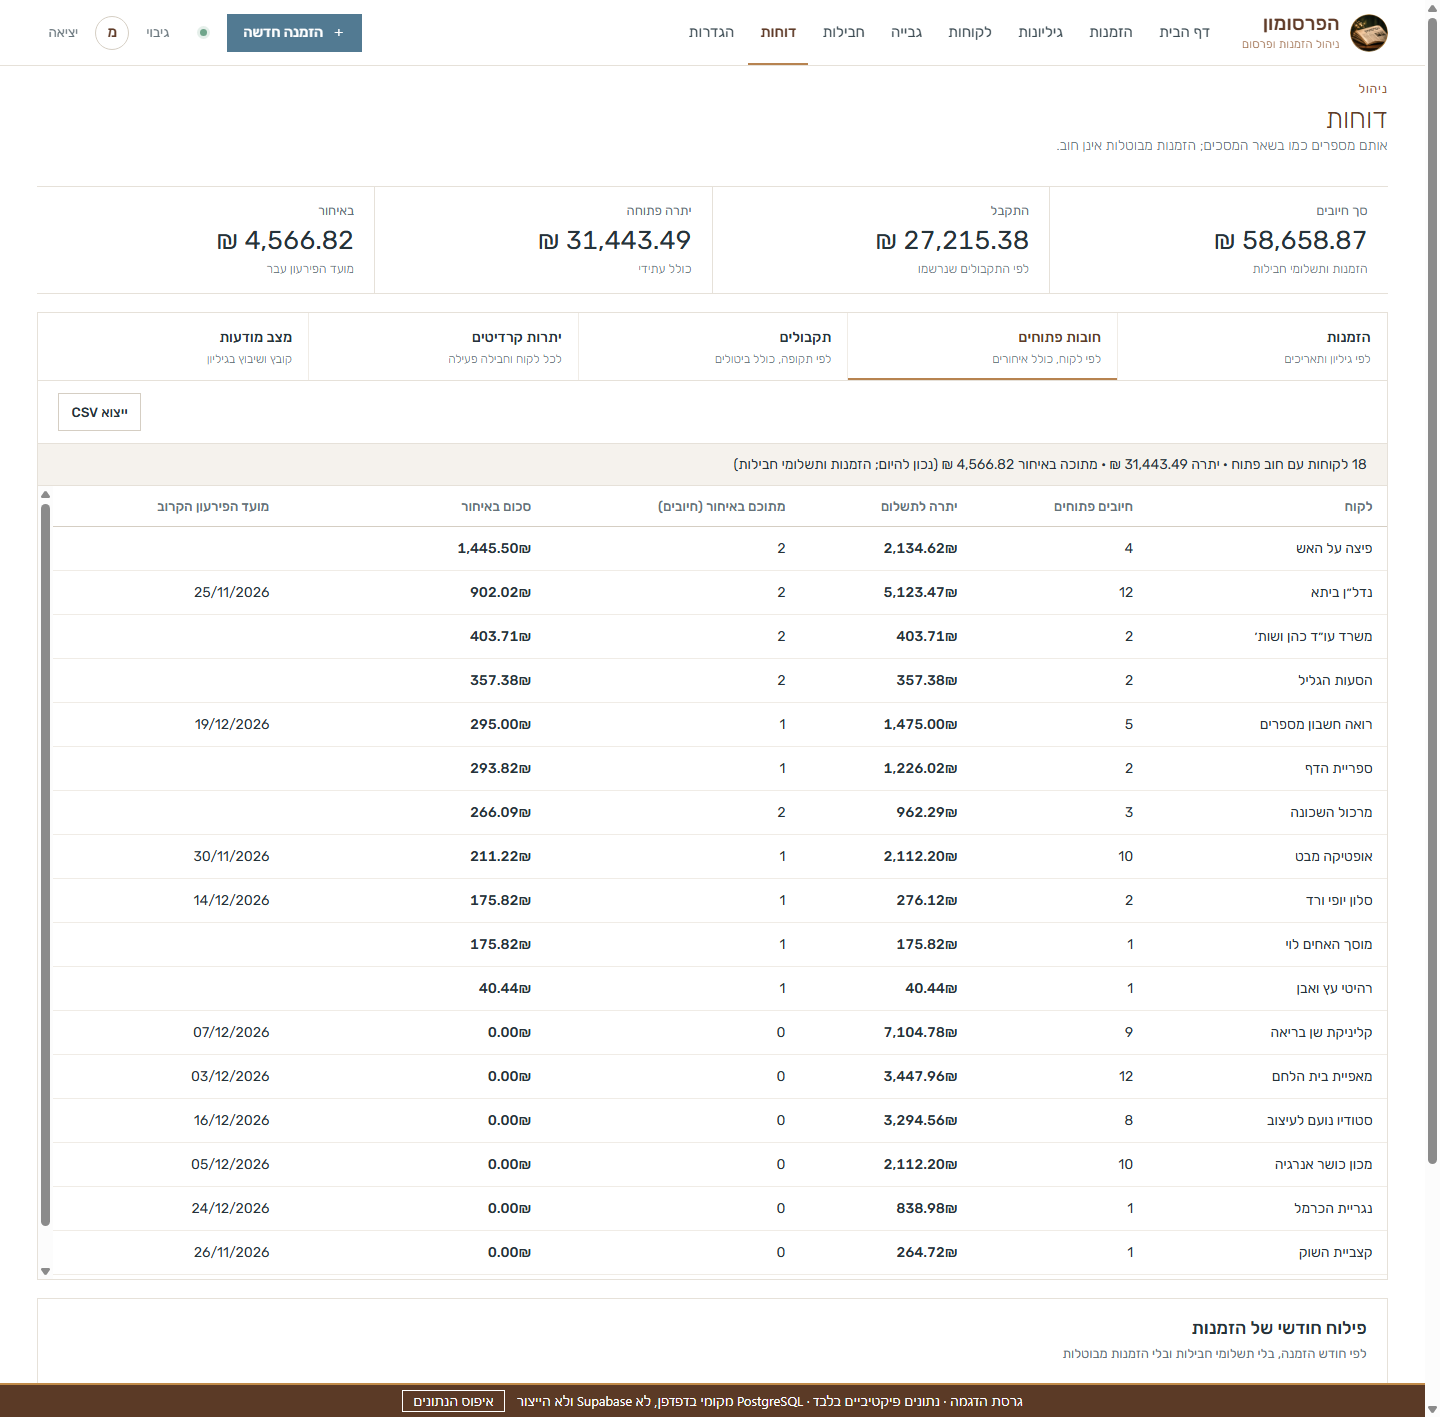 הפרסומון
ניהול הזמנות ופרסום
דף הבית
הזמנות
גיליונות
לקוחות
גבייה
חבילות
דוחות
הגדרות
+ הזמנה חדשה
גיבוי
מ
יציאה
ניהול
דוחות
אותם מספרים כמו בשאר המסכים; הזמנות מבוטלות אינן חוב.
סך חיובים
58,658.87 ₪
הזמנות ותשלומי חבילות
התקבל
27,215.38 ₪
לפי התקבולים שנרשמו
יתרה פתוחה
31,443.49 ₪
כולל עתידי
באיחור
4,566.82 ₪
מועד הפירעון עבר
הזמנות
לפי גיליון ותאריכים
חובות פתוחים
לפי לקוח, כולל איחורים
תקבולים
לפי תקופה, כולל ביטולים
יתרות קרדיטים
לכל לקוח וחבילה פעילה
מצב מודעות
קובץ ושיבוץ בגיליון
ייצוא CSV
18 לקוחות עם חוב פתוח • יתרה 31,443.49 ₪ • מתוכה באיחור 4,566.82 ₪ (נכון להיום; הזמנות ותשלומי חבילות)
לקוח חיובים פתוחים יתרה לתשלום מתוכם באיחור (חיובים) סכום באיחור מועד הפירעון הקרוב
פיצה על האש 4 ₪2,134.62 2 ₪1,445.50
נדל״ן ביתא 12 ₪5,123.47 2 ₪902.02 25/11/2026
משרד עו״ד כהן ושות׳ 2 ₪403.71 2 ₪403.71
הסעות הגליל 2 ₪357.38 2 ₪357.38
רואה חשבון מספרים 5 ₪1,475.00 1 ₪295.00 19/12/2026
ספריית הדף 2 ₪1,226.02 1 ₪293.82
מרכול השכונה 3 ₪962.29 2 ₪266.09
אופטיקה מבט 10 ₪2,112.20 1 ₪211.22 30/11/2026
סלון יופי ורד 2 ₪276.12 1 ₪175.82 14/12/2026
מוסך האחים לוי 1 ₪175.82 1 ₪175.82
רהיטי עץ ואבן 1 ₪40.44 1 ₪40.44
קליניקת שן בריאה 9 ₪7,104.78 0 ₪0.00 07/12/2026
מאפיית בית הלחם 12 ₪3,447.96 0 ₪0.00 03/12/2026
סטודיו נועם לעיצוב 8 ₪3,294.56 0 ₪0.00 16/12/2026
מכון כושר אנרגיה 10 ₪2,112.20 0 ₪0.00 05/12/2026
נגריית הכרמל 1 ₪838.98 0 ₪0.00 24/12/2026
קצביית השוק 1 ₪264.72 0 ₪0.00 26/11/2026
פילוח חודשי של הזמנות
לפי חודש הזמנה, בלי תשלומי חבילות ובלי הזמנות מבוטלות
גרסת הדגמה · נתונים פיקטיביים בלבד · PostgreSQL מקומי בדפדפן, לא Supabase ולא הייצור
איפוס הנתונים